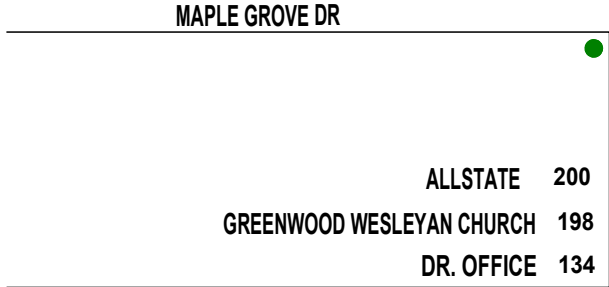 MAPLE GROVE DR
ALLSTATE 200
GREENWOOD WESLEYAN CHURCH 198
DR. OFFICE 134